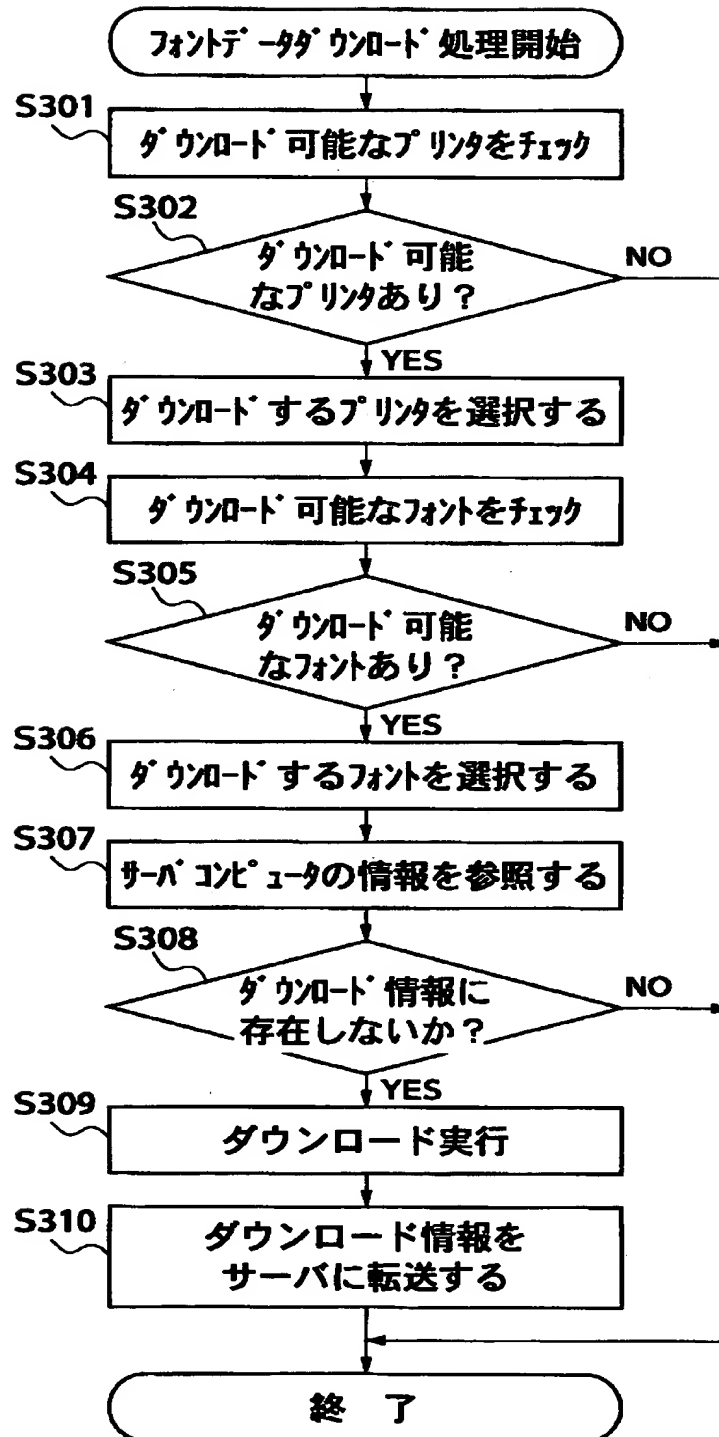 フォントデータダウンロード処理開始
S301
ダウンロード可能なプリンタをチェック
S302
ダウンロード可能
なプリンタあり？
NO
YES
S303
ダウンロードするプリンタを選択する
S304
ダウンロード可能なフォントをチェック
S305
ダウンロード可能
なフォントあり？
NO
YES
S306
ダウンロードするフォントを選択する
S307
サーバコンピュータの情報を参照する
S308
ダウンロード情報に
存在しないか？
NO
YES
S309
ダウンロード実行
S310
ダウンロード情報を
サーバに転送する
終 了